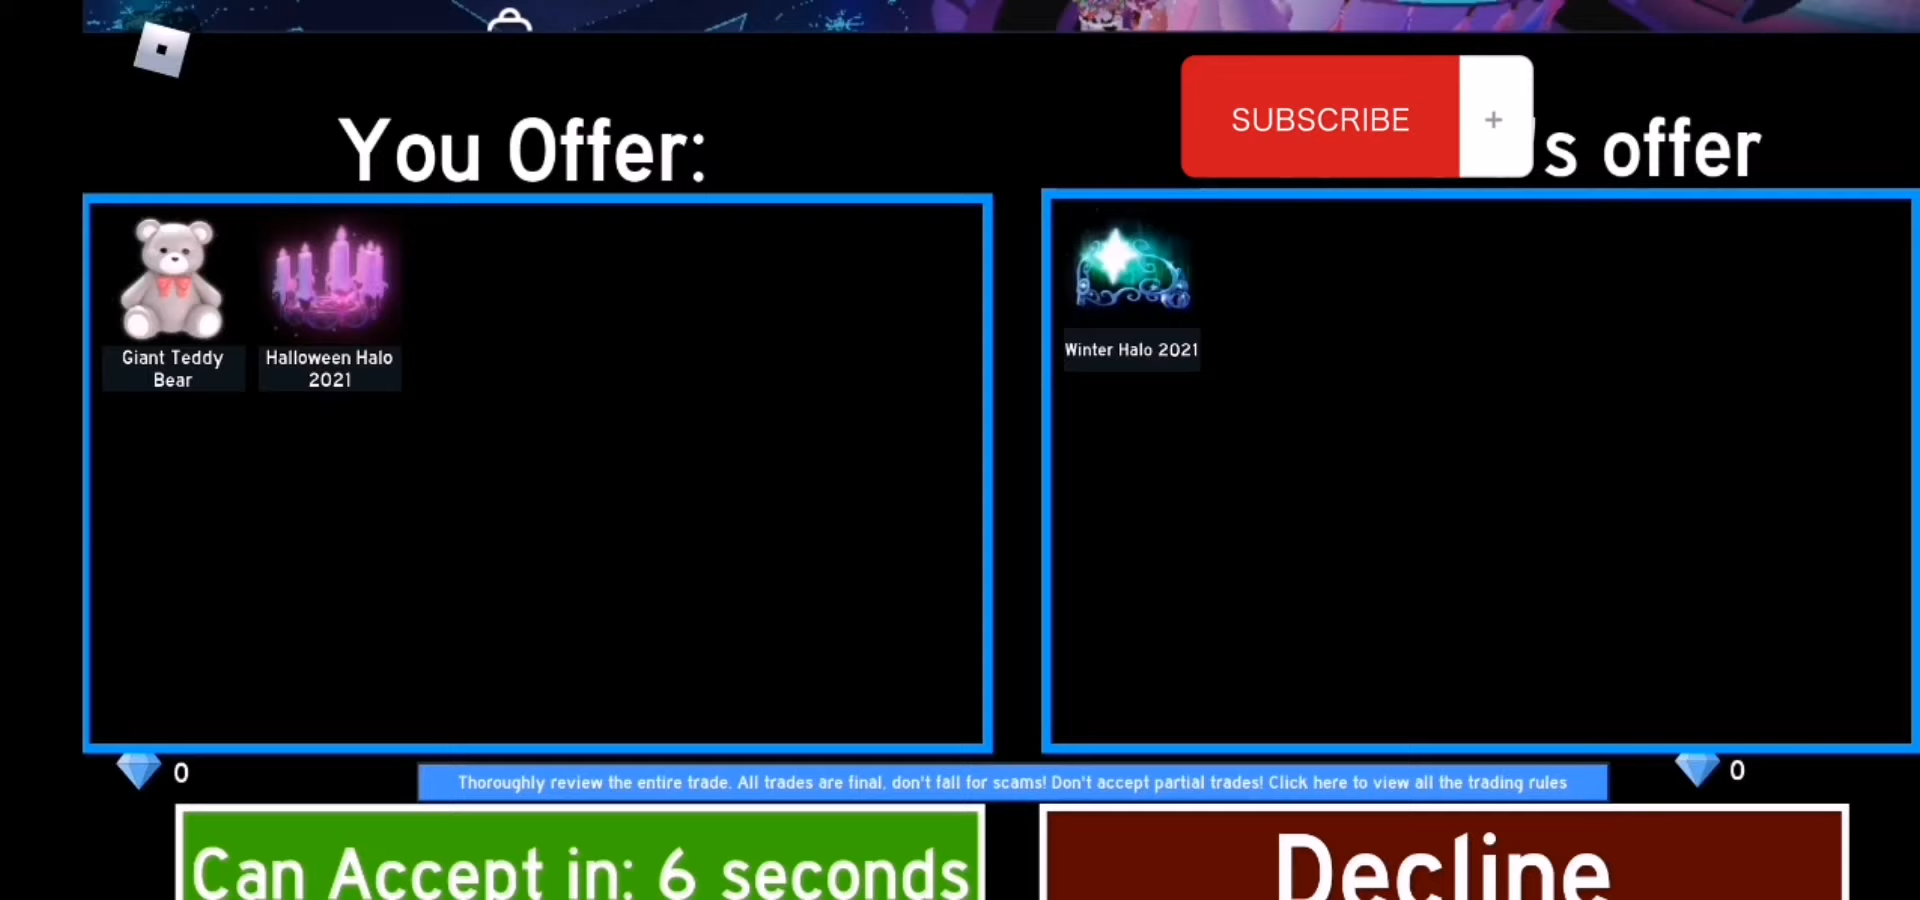 SUBSCRIBE +
You Offer:
s offer
Giant Teddy
Bear
Halloween Halo
2021
Winter Halo 2021
0
0
Thoroughly review the entire trade. All trades are final, don't fall for scams! Don't accept partial trades! Click here to view all the trading rules
Can Accept in: 6 seconds
Decline